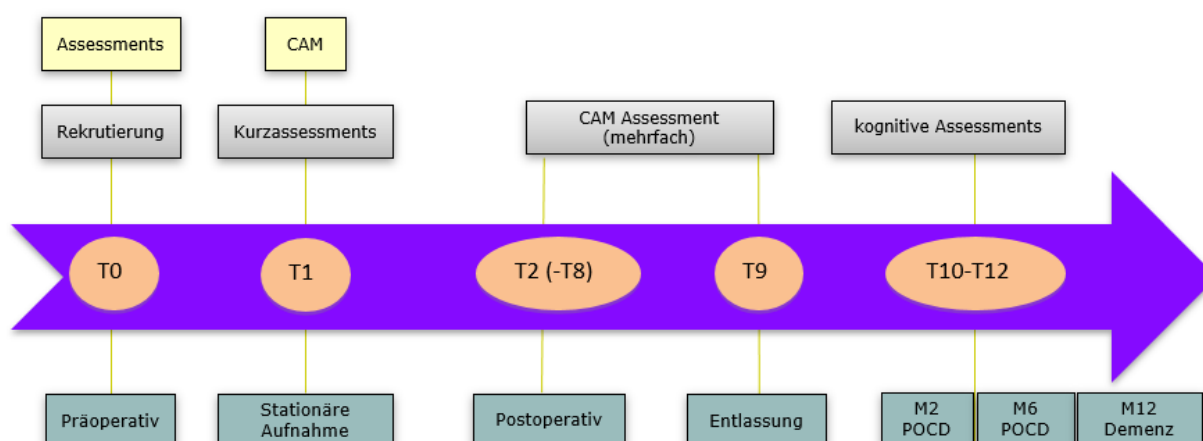 Assessments
CAM
Rekrutierung
Kurzassessments
CAM Assessment
(mehrfach)
kognitive Assessments
T0
T1
T2 (-T8)
T9
T10-T12
Präoperativ
Stationäre
Aufnahme
Postoperativ
Entlassung
M2
POCD
M6
POCD
M12
Demenz